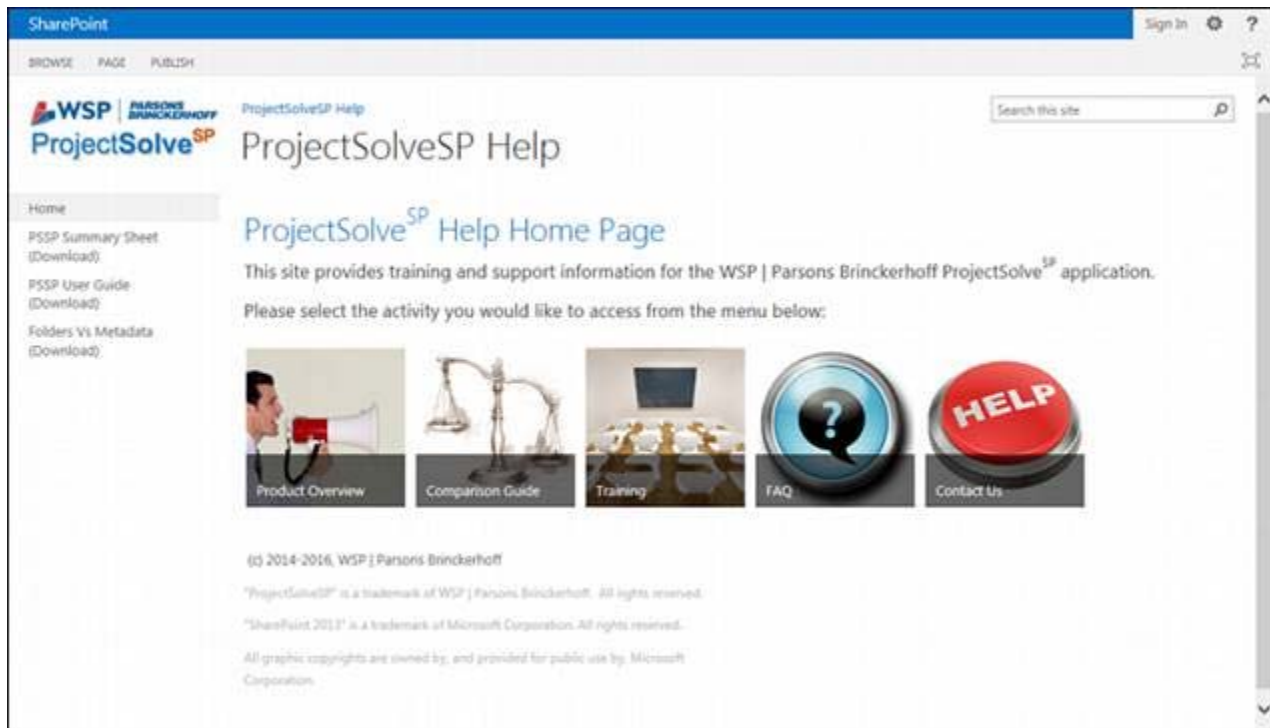 SharePoint
Sign In
?
BROWSE PAGE PUBLISH
WSP | PARSONS
BRINCKERHOFF
ProjectSolveSP
ProjectSolveSP Help
Search this site
ProjectSolveSP Help
Home
PSSP Summary Sheet
(Download)
PSSP User Guide
(Download)
Folders Vs Metadata
(Download)
ProjectSolveSP Help Home Page
This site provides training and support information for the WSP | Parsons Brinckerhoff ProjectSolveSP application.
Please select the activity you would like to access from the menu below:
?
HELP
Product Overview
Comparison Guide
Training
FAQ
Contact Us
(c) 2014-2016, WSP | Parsons Brinckerhoff
"ProjectSolveSP" is a trademark of WSP | Parsons Brinckerhoff. All rights reserved.
"SharePoint 2013" is a trademark of Microsoft Corporation. All rights reserved.
All graphic copyrights are owned by, and provided for public use by, Microsoft
Corporation.